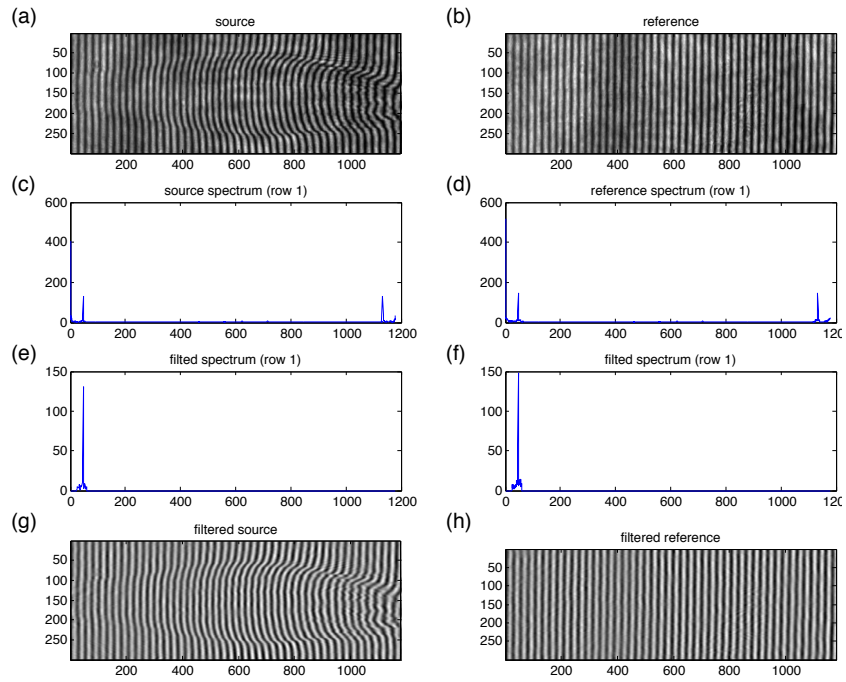 (a)
source
50
100
150
200
250
200 400 600 800 1000
(b)
reference
50
100
150
200
250
200 400 600 800 1000
(c)
source spectrum (row 1)
600
400
200
0
0 200 400 600 800 1000 1200
(d)
reference spectrum (row 1)
600
400
200
0
0 200 400 600 800 1000 120
(e)
filted spectrum (row 1)
150
100
50
0
0 200 400 600 800 1000 1200
(f)
filted spectrum (row 1)
150
100
50
0
0 200 400 600 800 1000 120
(g)
filtered source
50
100
150
200
250
200 400 600 800 1000
(h)
filtered reference
50
100
150
200
250
200 400 600 800 1000